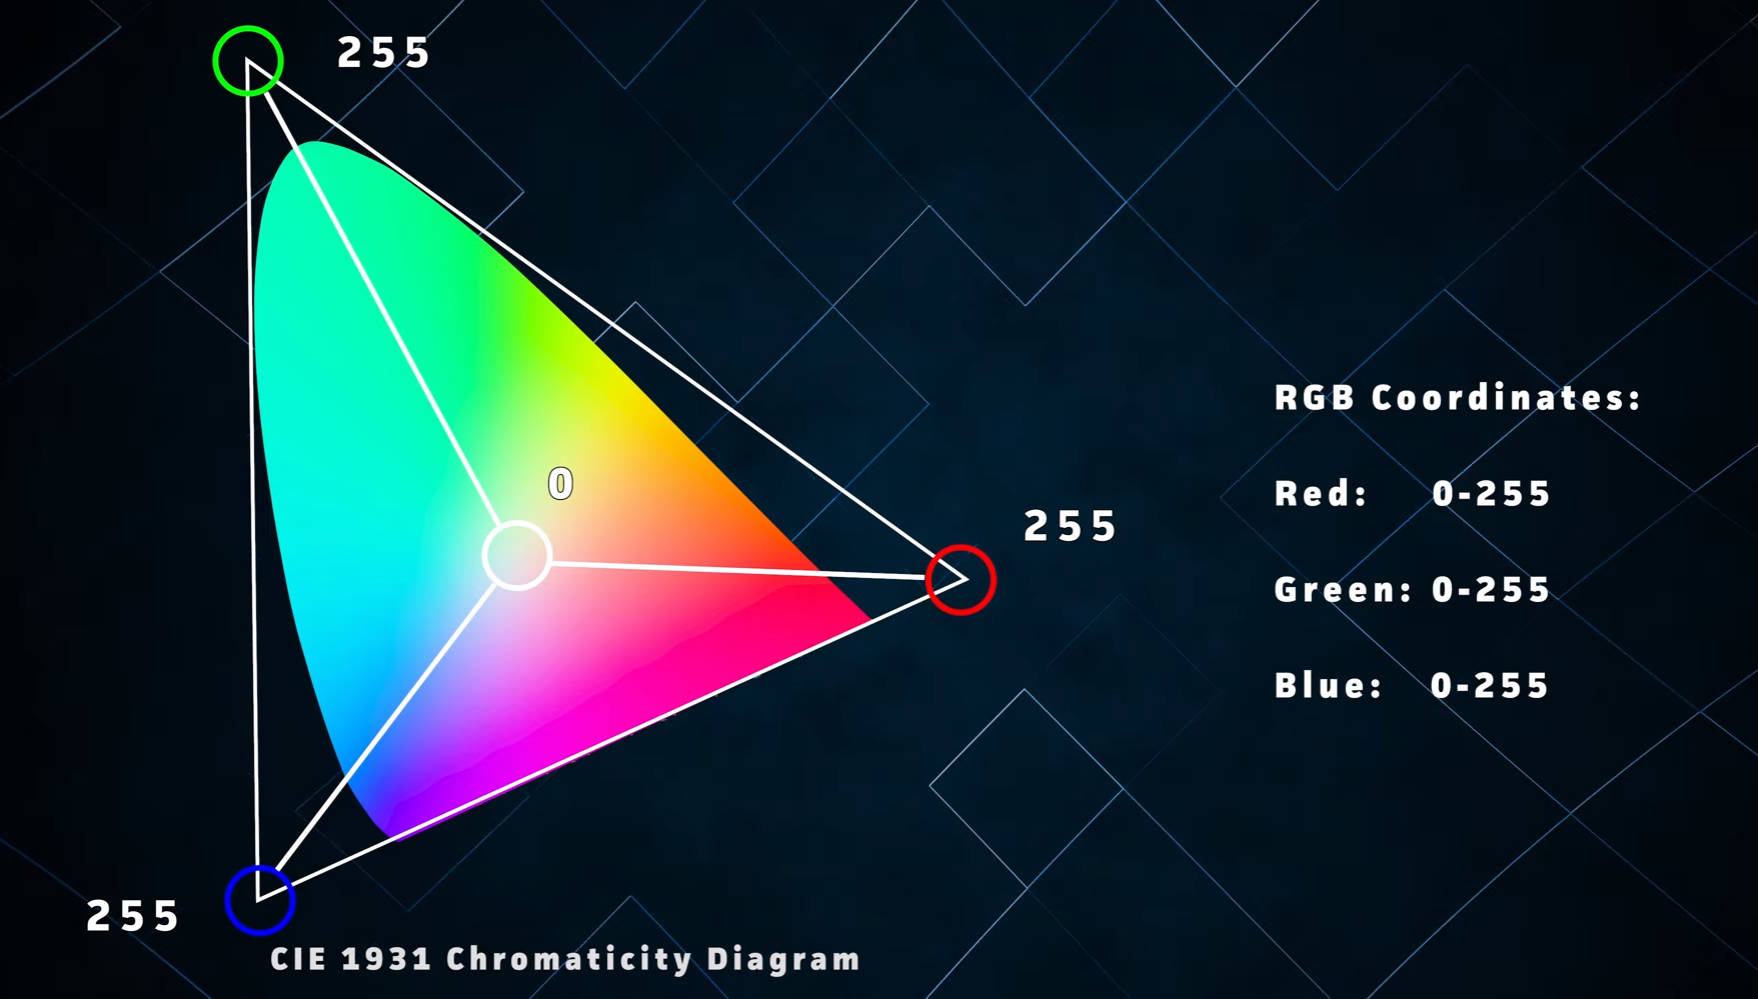 255
0
255
RGB Coordinates:
Red: 0-255
Green: 0-255
Blue: 0-255
255
CIE 1931 Chromaticity Diagram